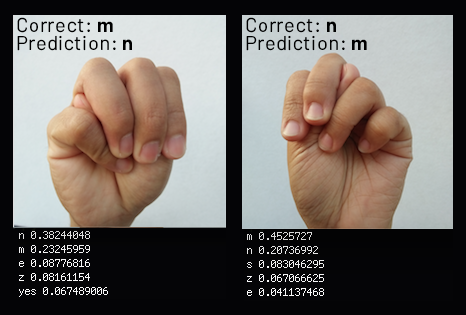 Correct: m
Prediction: n
n 0.38244048
m 0.23245959
e 0.08776816
z 0.08161154
yes 0.067489006
Correct: n
Prediction: m
m 0.4525727
n 0.20736992
s 0.083046295
z 0.067066625
e 0.041137468